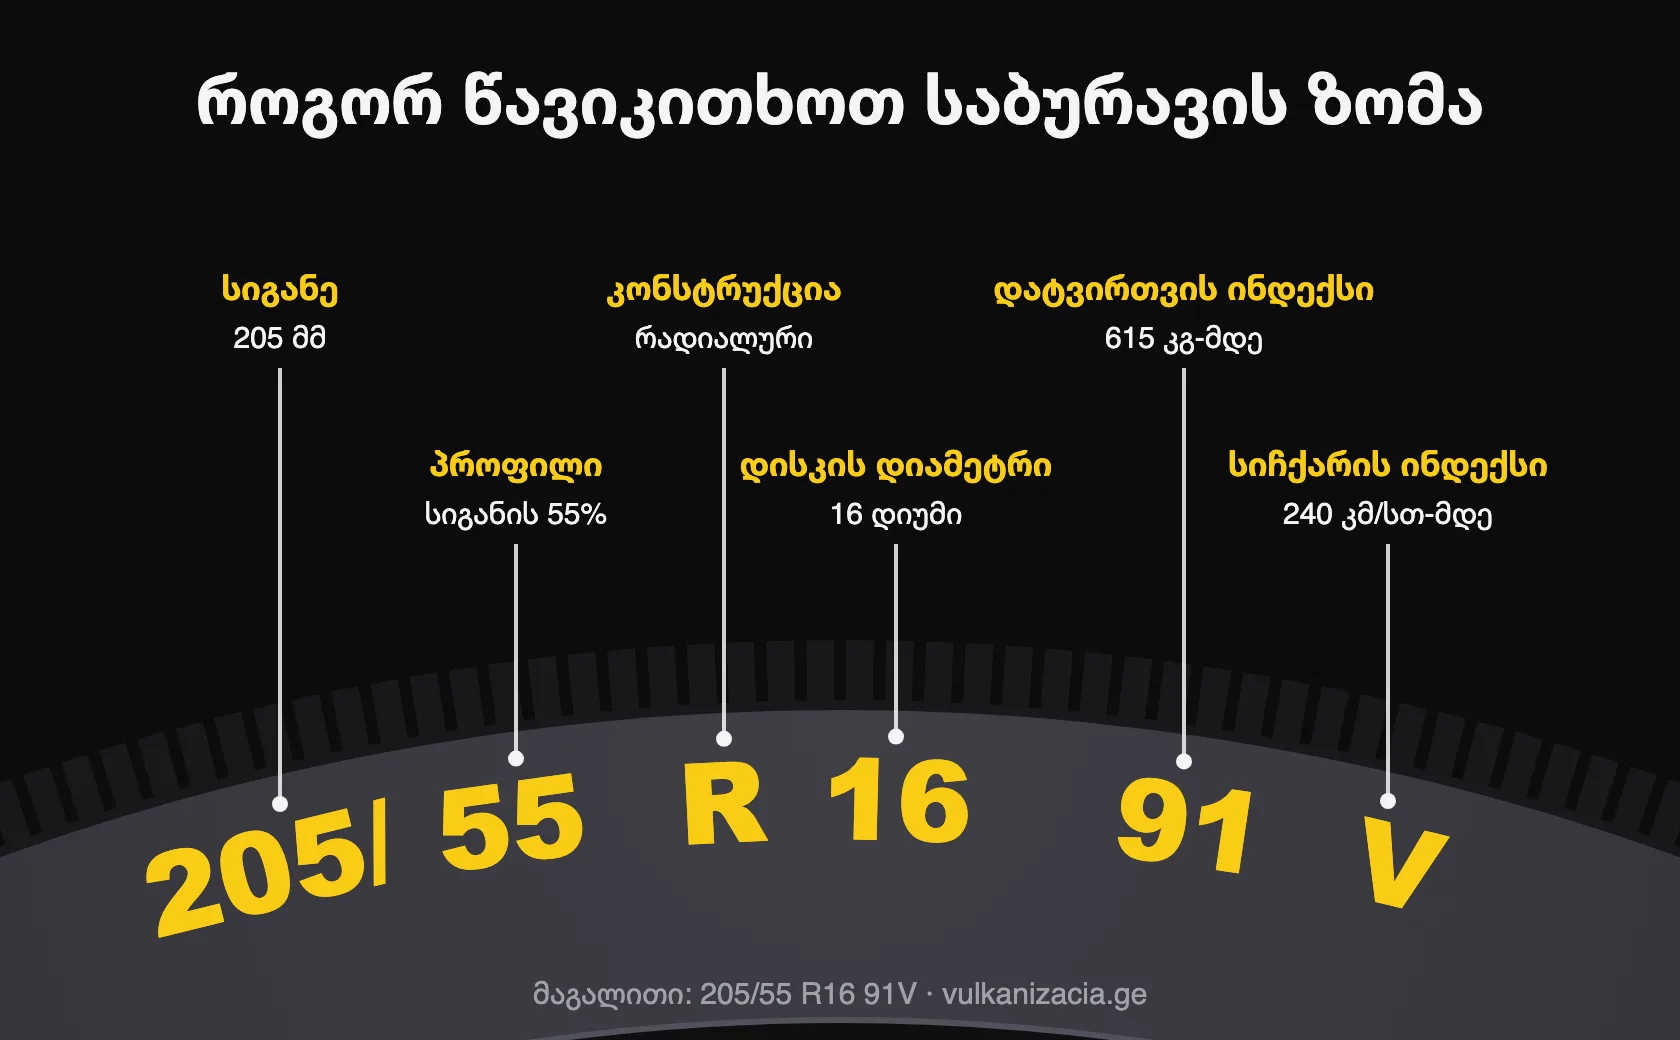 როგორ წავიკითხოთ საბურავის ზომა
სიგანე
205 მმ
კონსტრუქცია
რადიალური
დატვირთვის ინდექსი
615 კგ-მდე
პროფილი
სიგანის 55%
დისკის დიამეტრი
16 დიუმი
სიჩქარის ინდექსი
240 კმ/სთ-მდე
205/ 55 R 16 91 V
მაგალითი: 205/55 R16 91V · vulkanizacia.ge